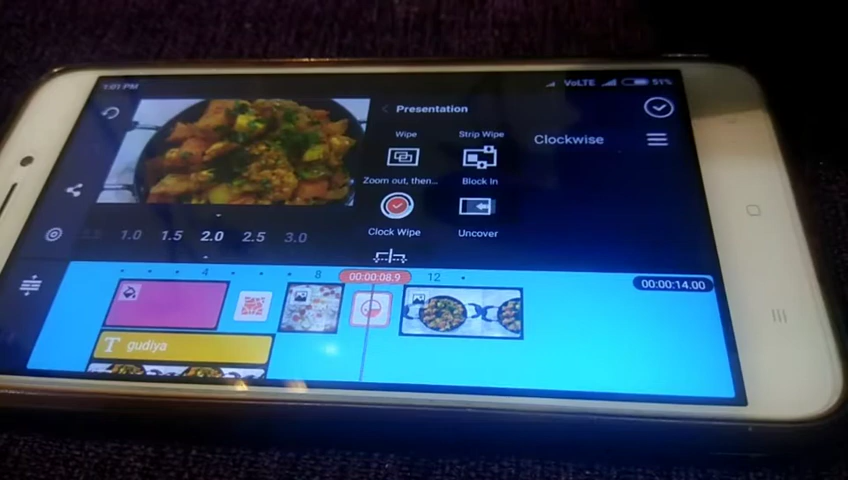 1:01 PM
VoLTE 51%
Presentation
Wipe
Strip Wipe
Clockwise
Zoom out, then...
Block In
Clock Wipe
Uncover
1.0 1.5 2.0 2.5 3.0
4 8 12
00:00:08.9
00:00:14.00
T gudiya